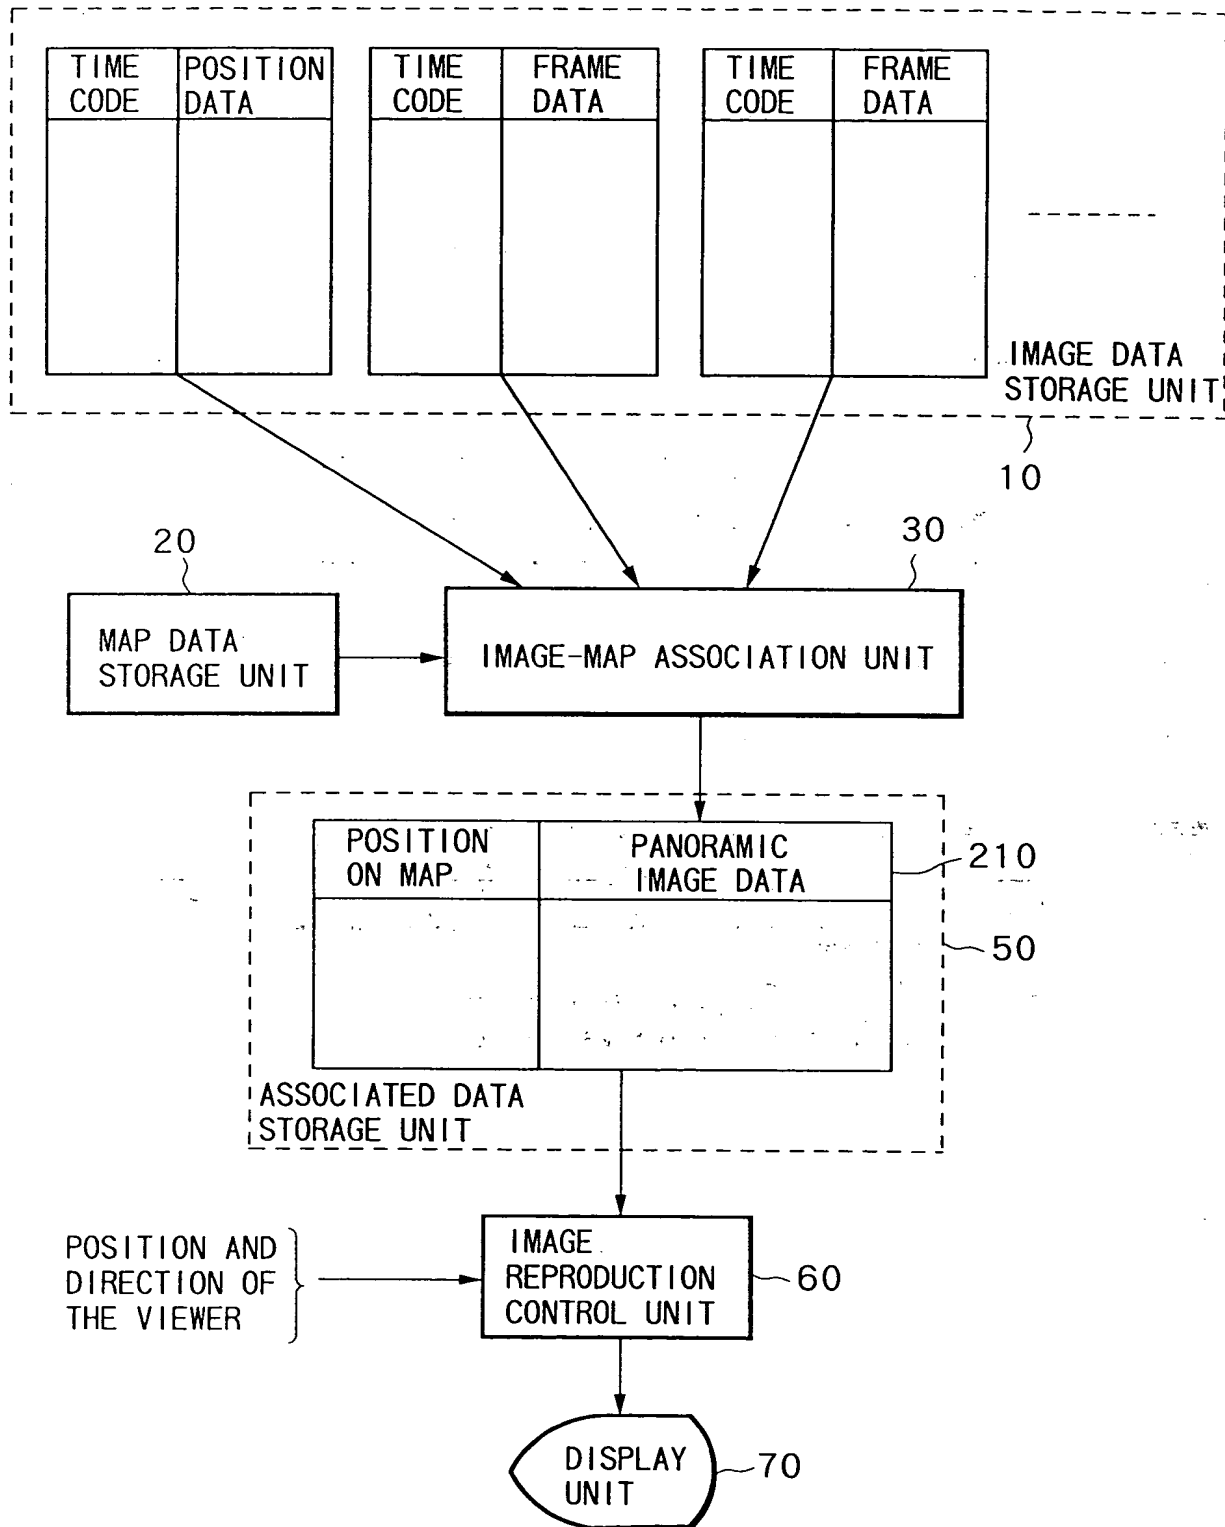 TIME CODE
POSITION DATA
TIME CODE
FRAME DATA
TIME CODE
FRAME DATA
IMAGE DATA
STORAGE UNIT
10
20
30
MAP DATA
STORAGE UNIT
IMAGE-MAP ASSOCIATION UNIT
POSITION
ON MAP
PANORAMIC
IMAGE DATA
210
50
ASSOCIATED DATA
STORAGE UNIT
POSITION AND
DIRECTION OF
THE VIEWER
IMAGE
REPRODUCTION
CONTROL UNIT
60
DISPLAY
UNIT
70